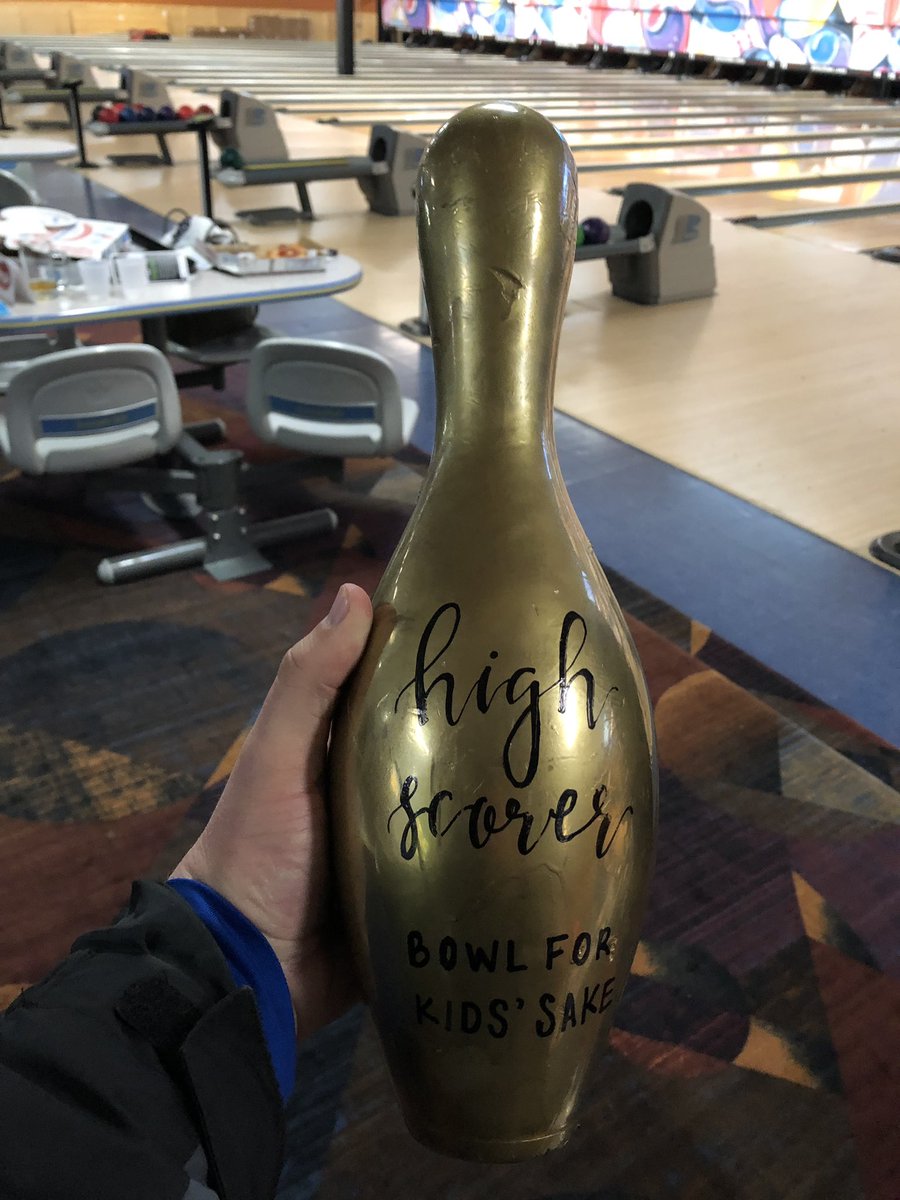 high
scorer
BOWL FOR
KIDS' SAKE